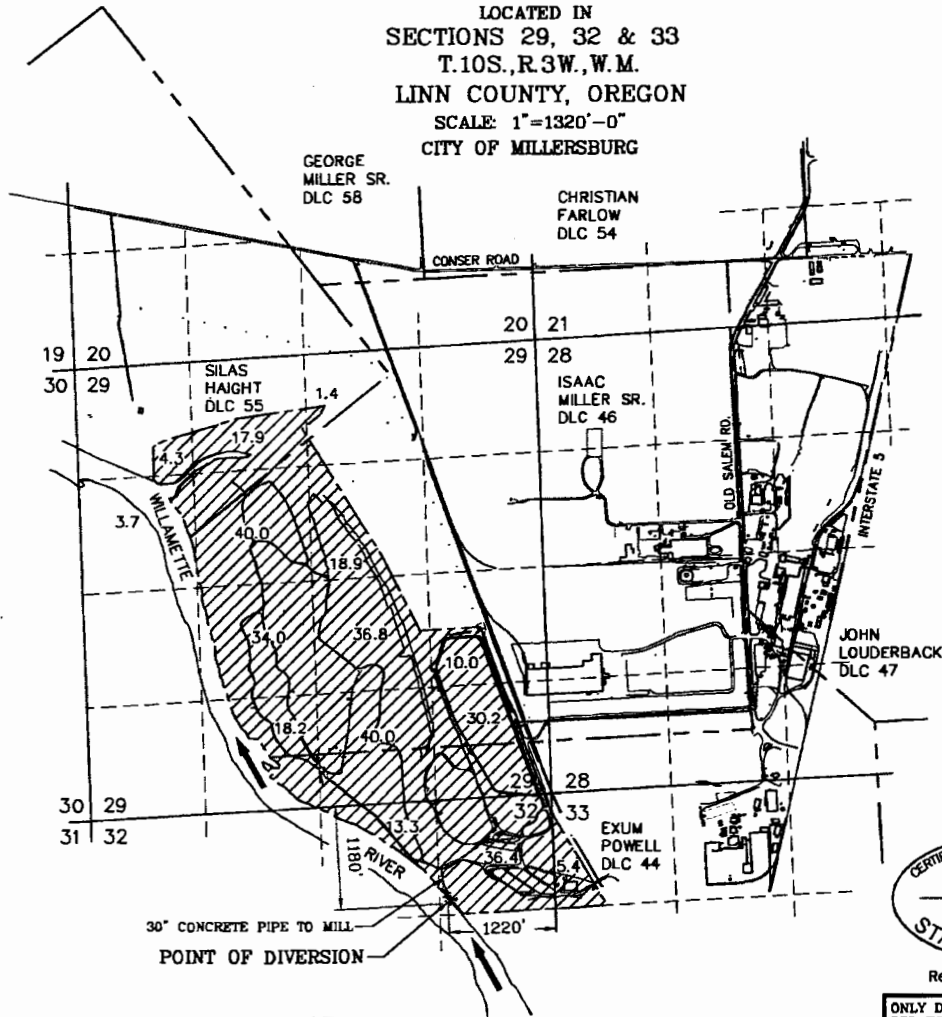 LOCATED IN
SECTIONS 29, 32 & 33
T.10S.,R.3W.,W.M.
LINN COUNTY, OREGON
SCALE: 1"=1320'-0"
CITY OF MILLERSBURG
GEORGE
MILLER SR.
DLC 58
CHRISTIAN
FARLOW
DLC 54
CONSER ROAD
20 21
29 28
19 20
30 29
SILAS
HAIGHT
DLC 55
1.4
ISAAC
MILLER SR.
DLC 46
OLD SALEM RD.
INTERSTATE 5
17.9
4.3
3.7
WILLAMETTE
40.0
18.9
34.0
36.8
10.0
30.2
18.2
40.0
JOHN
LOUDERBACK
DLC 47
30 29
31 32
29 28
32 33
1180'
RIVER
36.4
5.4
EXUM
POWELL
DLC 44
30" CONCRETE PIPE TO MILL
POINT OF DIVERSION
1220'
CERTIFI
ST
Re
ONLY D